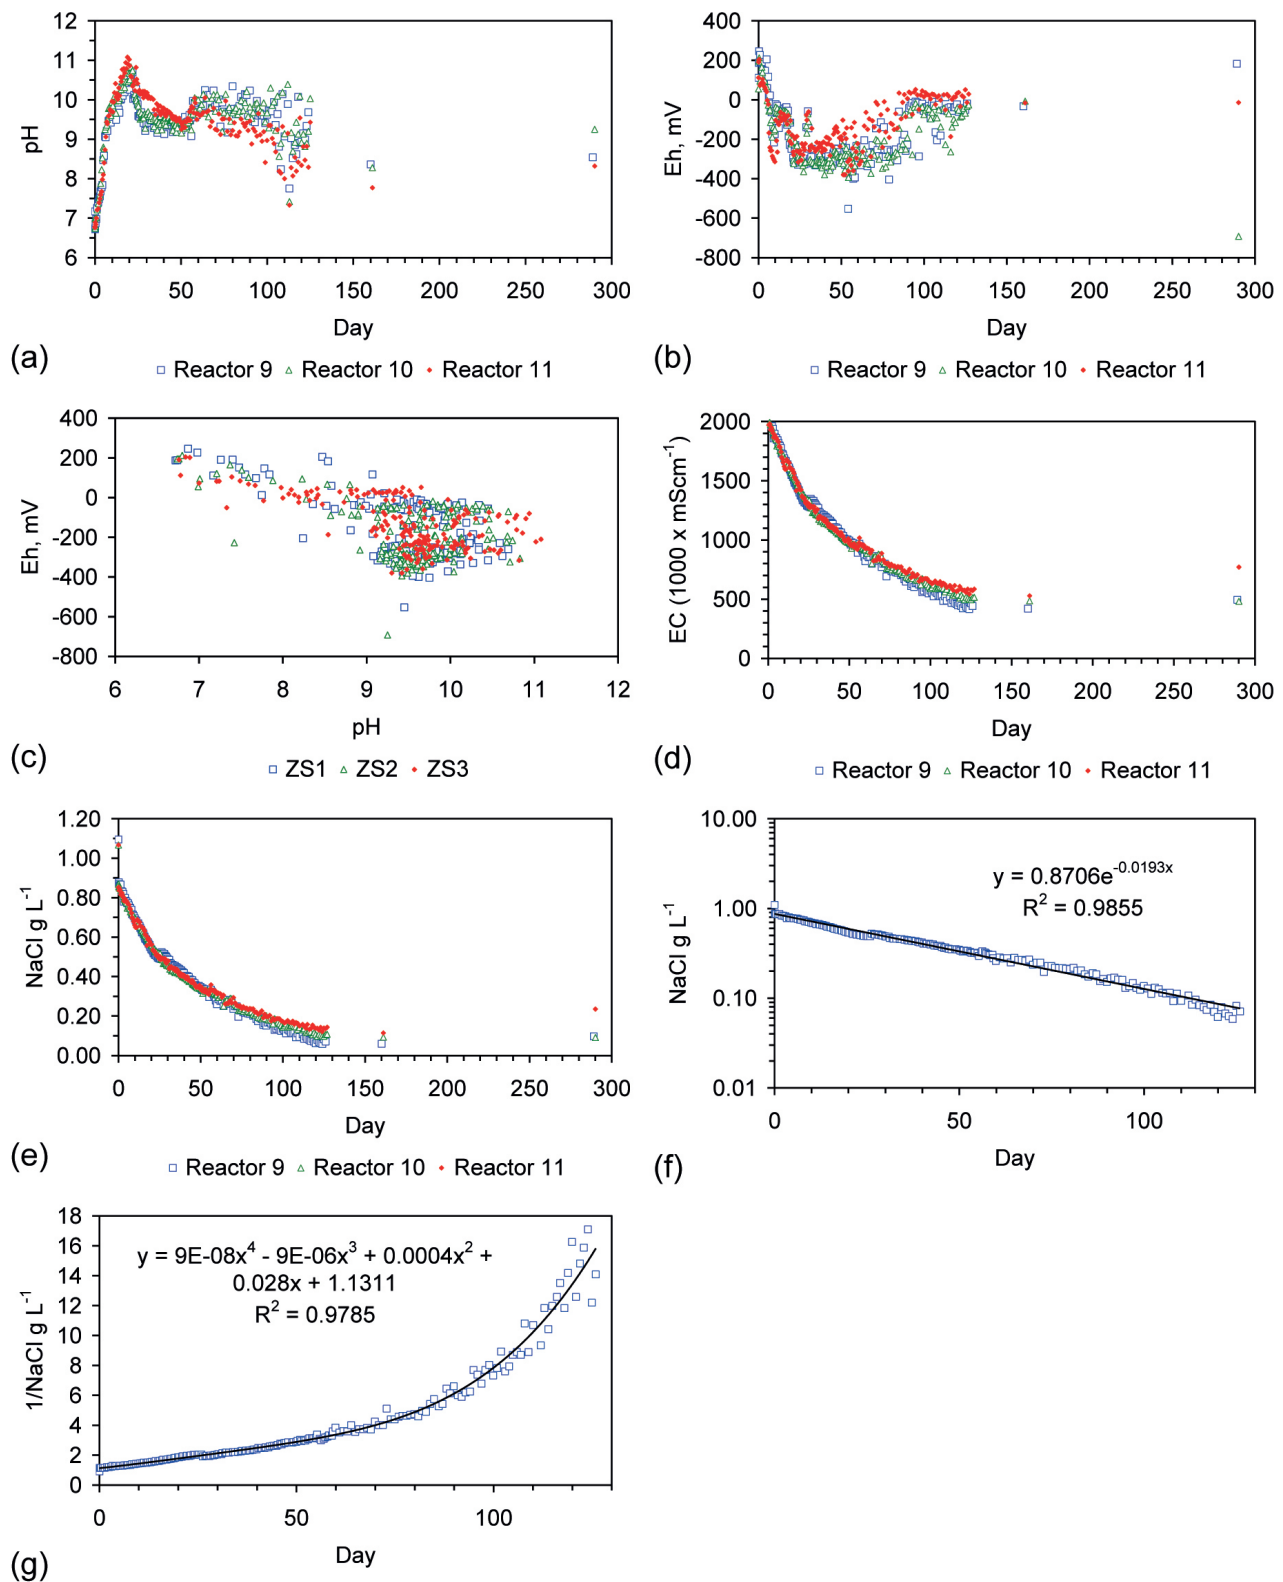 12
11
10
9
8
7
6
pH
0 50 100 150 200 250 300
Day
(a)
□ Reactor 9 △ Reactor 10 ♦ Reactor 11
400
200
0
-200
-400
-600
-800
Eh, mV
0 50 100 150 200 250 300
Day
(b)
□ Reactor 9 △ Reactor 10 ♦ Reactor 11
400
200
0
-200
-400
-600
-800
Eh, mV
6 7 8 9 10 11 12
pH
(c)
□ ZS1 △ ZS2 ♦ ZS3
2000
1500
1000
500
0
EC (1000 x mScm⁻¹)
0 50 100 150 200 250 300
Day
(d)
□ Reactor 9 △ Reactor 10 ♦ Reactor 11
1.20
1.00
0.80
0.60
0.40
0.20
0.00
NaCl g L⁻¹
0 50 100 150 200 250 300
Day
(e)
□ Reactor 9 △ Reactor 10 ♦ Reactor 11
10.00
1.00
0.10
0.01
NaCl g L⁻¹
y = 0.8706e^-0.0193x
R² = 0.9855
0 50 100
Day
(f)
18
16
14
12
10
8
6
4
2
0
1/NaCl g L⁻¹
y = 9E-08x⁴ - 9E-06x³ + 0.0004x² +
0.028x + 1.1311
R² = 0.9785
0 50 100
Day
(g)